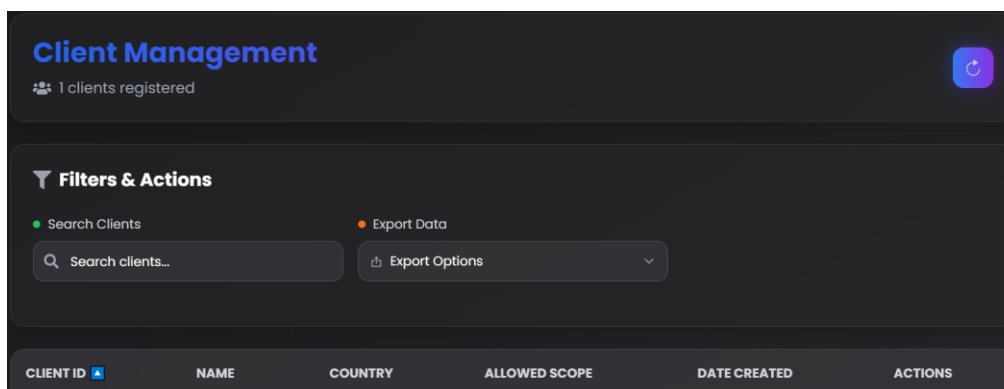 Client Management
1 clients registered
Filters & Actions
Search Clients
Export Data
Search clients...
Export Options
CLIENT ID NAME COUNTRY ALLOWED SCOPE DATE CREATED ACTIONS